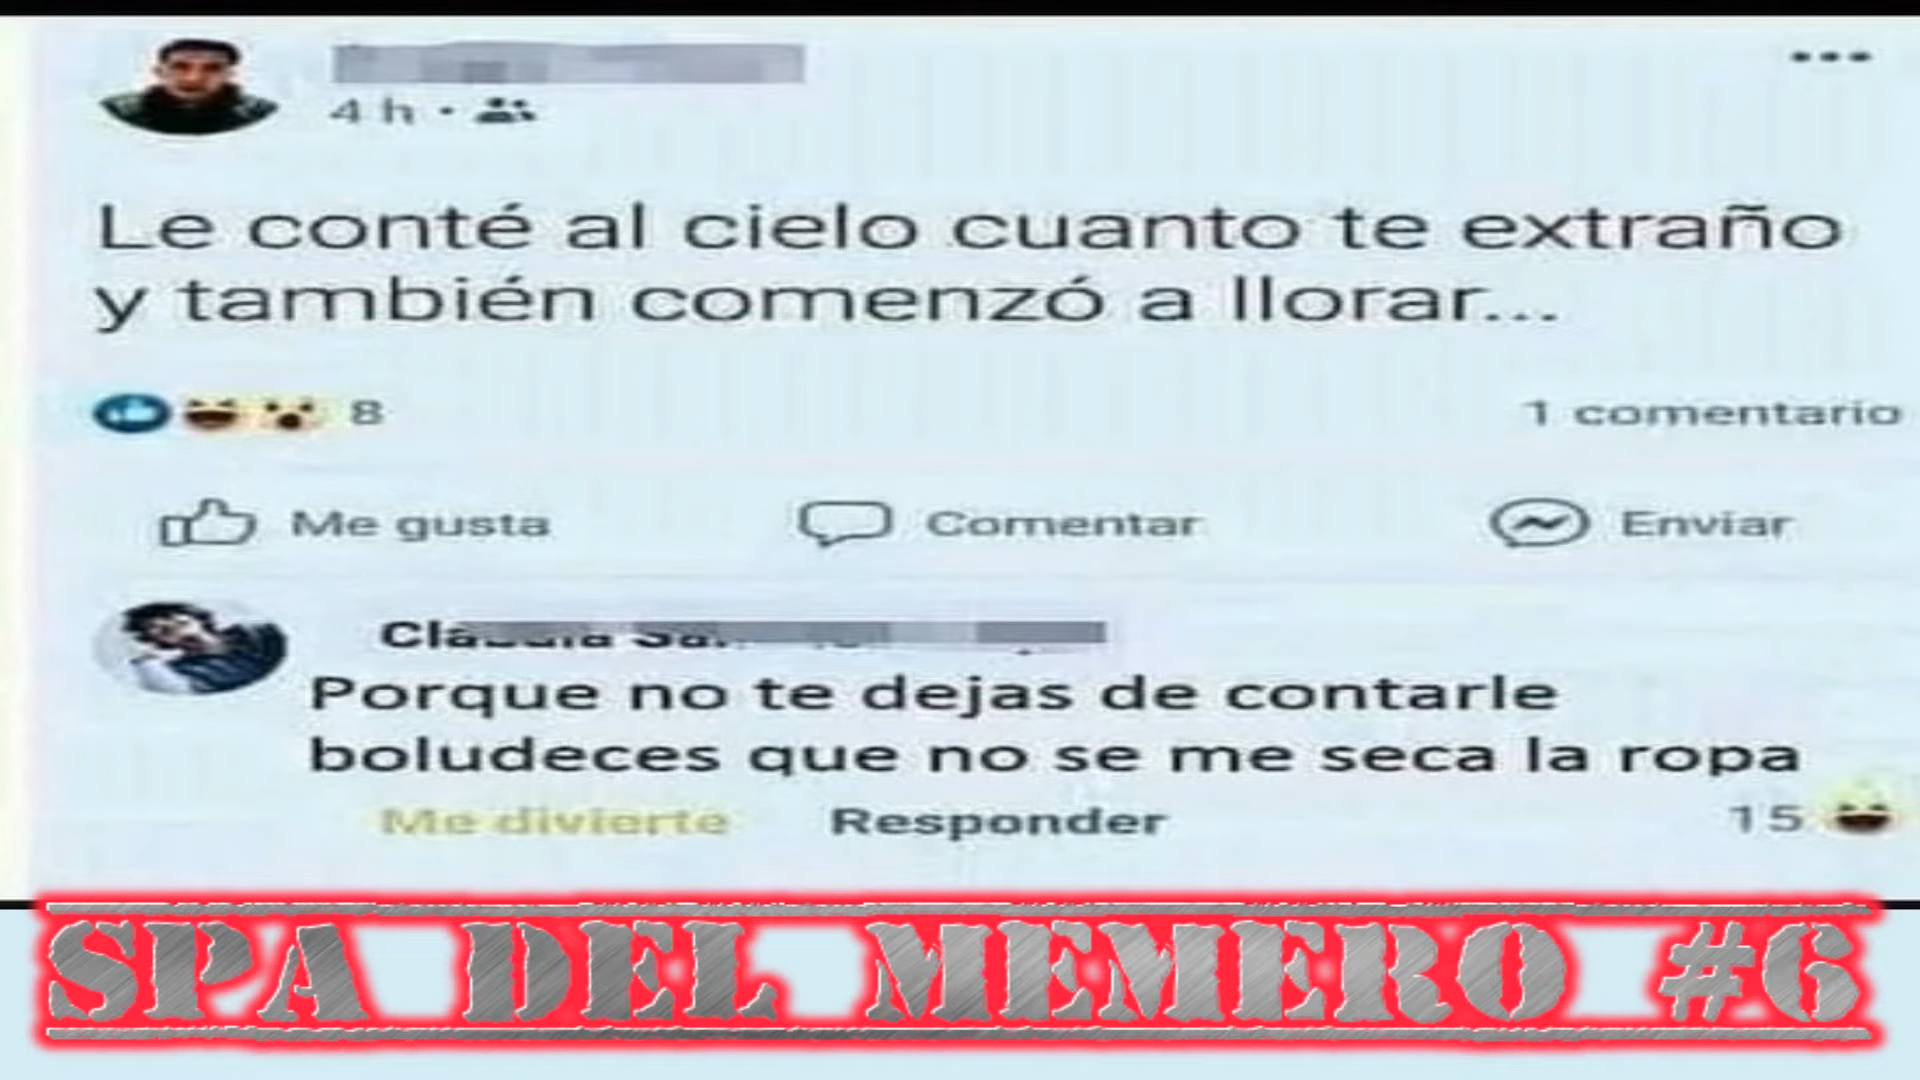 4 h
Le conté al cielo cuanto te extraño
y también comenzó a llorar...
8
1 comentario
Me gusta
Comentar
Enviar
Porque no te dejas de contarle
boludeces que no se me seca la ropa
Me divierte
Responder
15
SPA DEL MEMERO #6